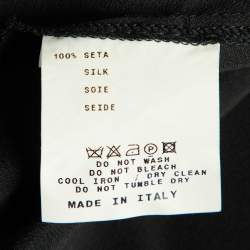 100% SETA
SILK
SOIE
SEIDE
DO NOT WASH
DO NOT BLEACH
COOL IRON / DRY CLEAN
DO NOT TUMBLE DRY
MADE IN ITALY